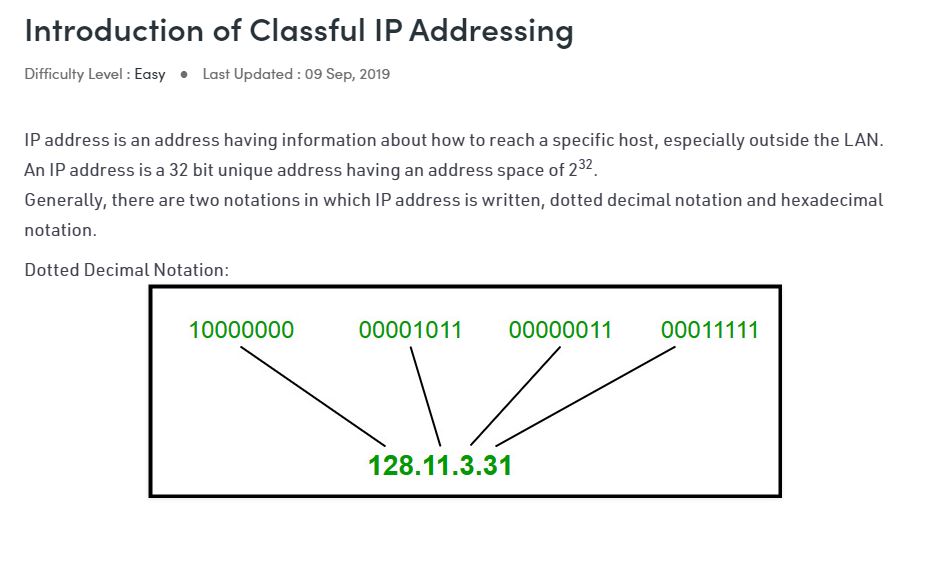 Introduction of Classful IP Addressing
Difficulty Level : Easy ● Last Updated : 09 Sep, 2019
IP address is an address having information about how to reach a specific host, especially outside the LAN.
An IP address is a 32 bit unique address having an address space of 2³².
Generally, there are two notations in which IP address is written, dotted decimal notation and hexadecimal
notation.
Dotted Decimal Notation:
10000000 00001011 00000011 00011111
128.11.3.31